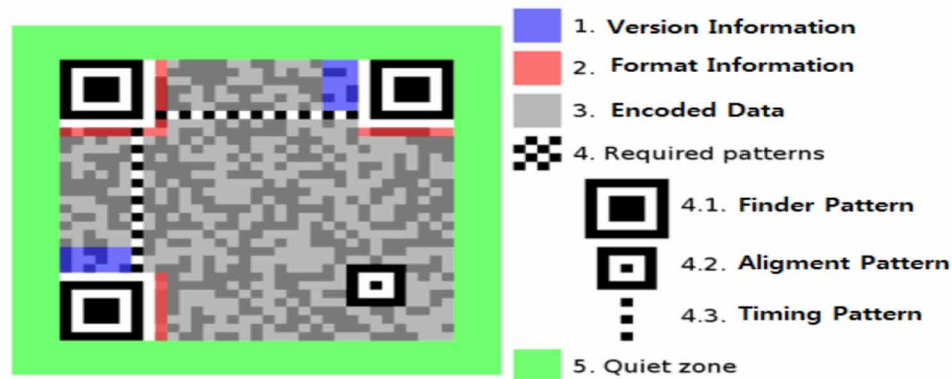 1. Version Information
2. Format Information
3. Encoded Data
4. Required patterns
4.1. Finder Pattern
4.2. Aligment Pattern
4.3. Timing Pattern
5. Quiet zone